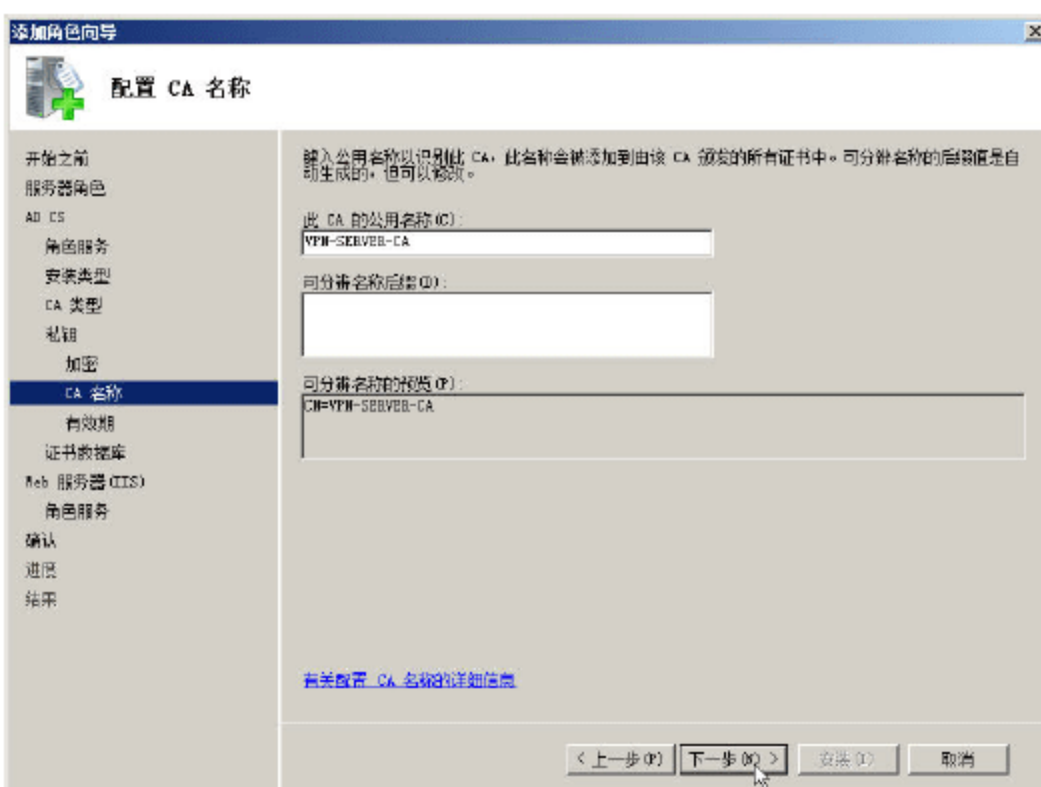 添加角色向导
配置 CA 名称
开始之前
服务器角色
AD CS
角色服务
安装类型
CA 类型
私钥
加密
CA 名称
有效期
证书数据库
Web 服务器(IIS)
角色服务
确认
进度
结果
键入公用名称以识别此 CA。此名称会被添加到由该 CA 颁发的所有证书中。可分辨名称的后缀值是自
动生成的，但可以修改。
此 CA 的公用名称(C):
VPN-SERVER-CA
可分辨名称后缀(D):
可分辨名称的预览(P):
CN=VPN-SERVER-CA
有关配置 CA 名称的详细信息
< 上一步(P)
下一步(N) >
安装(I)
取消